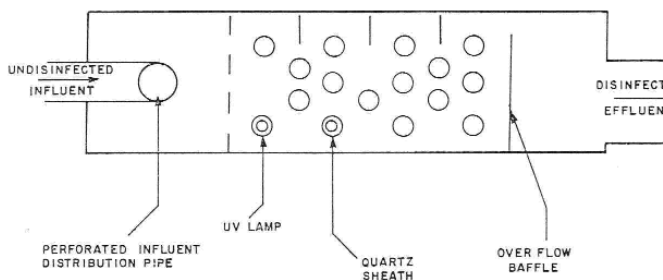 UNDISINFECTED
INFLUENT
DISINFECT
EFFLUEN
UV LAMP
PERFORATED INFLUENT
DISTRIBUTION PIPE
QUARTZ
SHEATH
OVER FLOW
BAFFLE